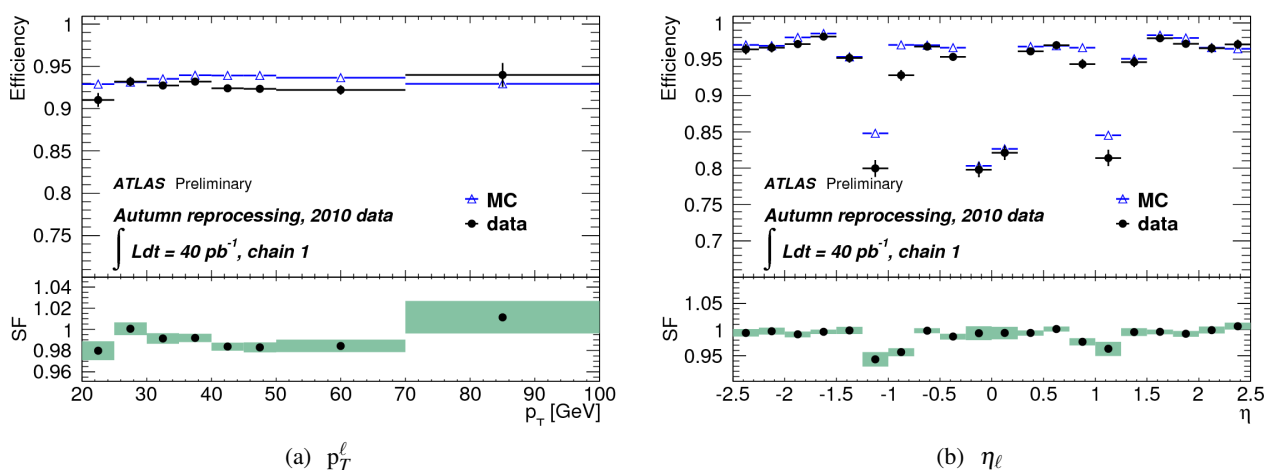 Efficiency
1
0.95
0.9
0.85
0.8
0.75
ATLAS Preliminary
MC
data
Autumn reprocessing, 2010 data
∫ Ldt = 40 pb⁻¹, chain 1
SF
1.04
1.02
1
0.98
0.96
20 30 40 50 60 70 80 90 100
p_T [GeV]
(a) p_T^ℓ
Efficiency
1
0.95
0.9
0.85
0.8
0.75
0.7
ATLAS Preliminary
MC
data
Autumn reprocessing, 2010 data
∫ Ldt = 40 pb⁻¹, chain 1
SF
1.05
1
0.95
-2.5 -2 -1.5 -1 -0.5 0 0.5 1 1.5 2 2.5
η
(b) η_ℓ